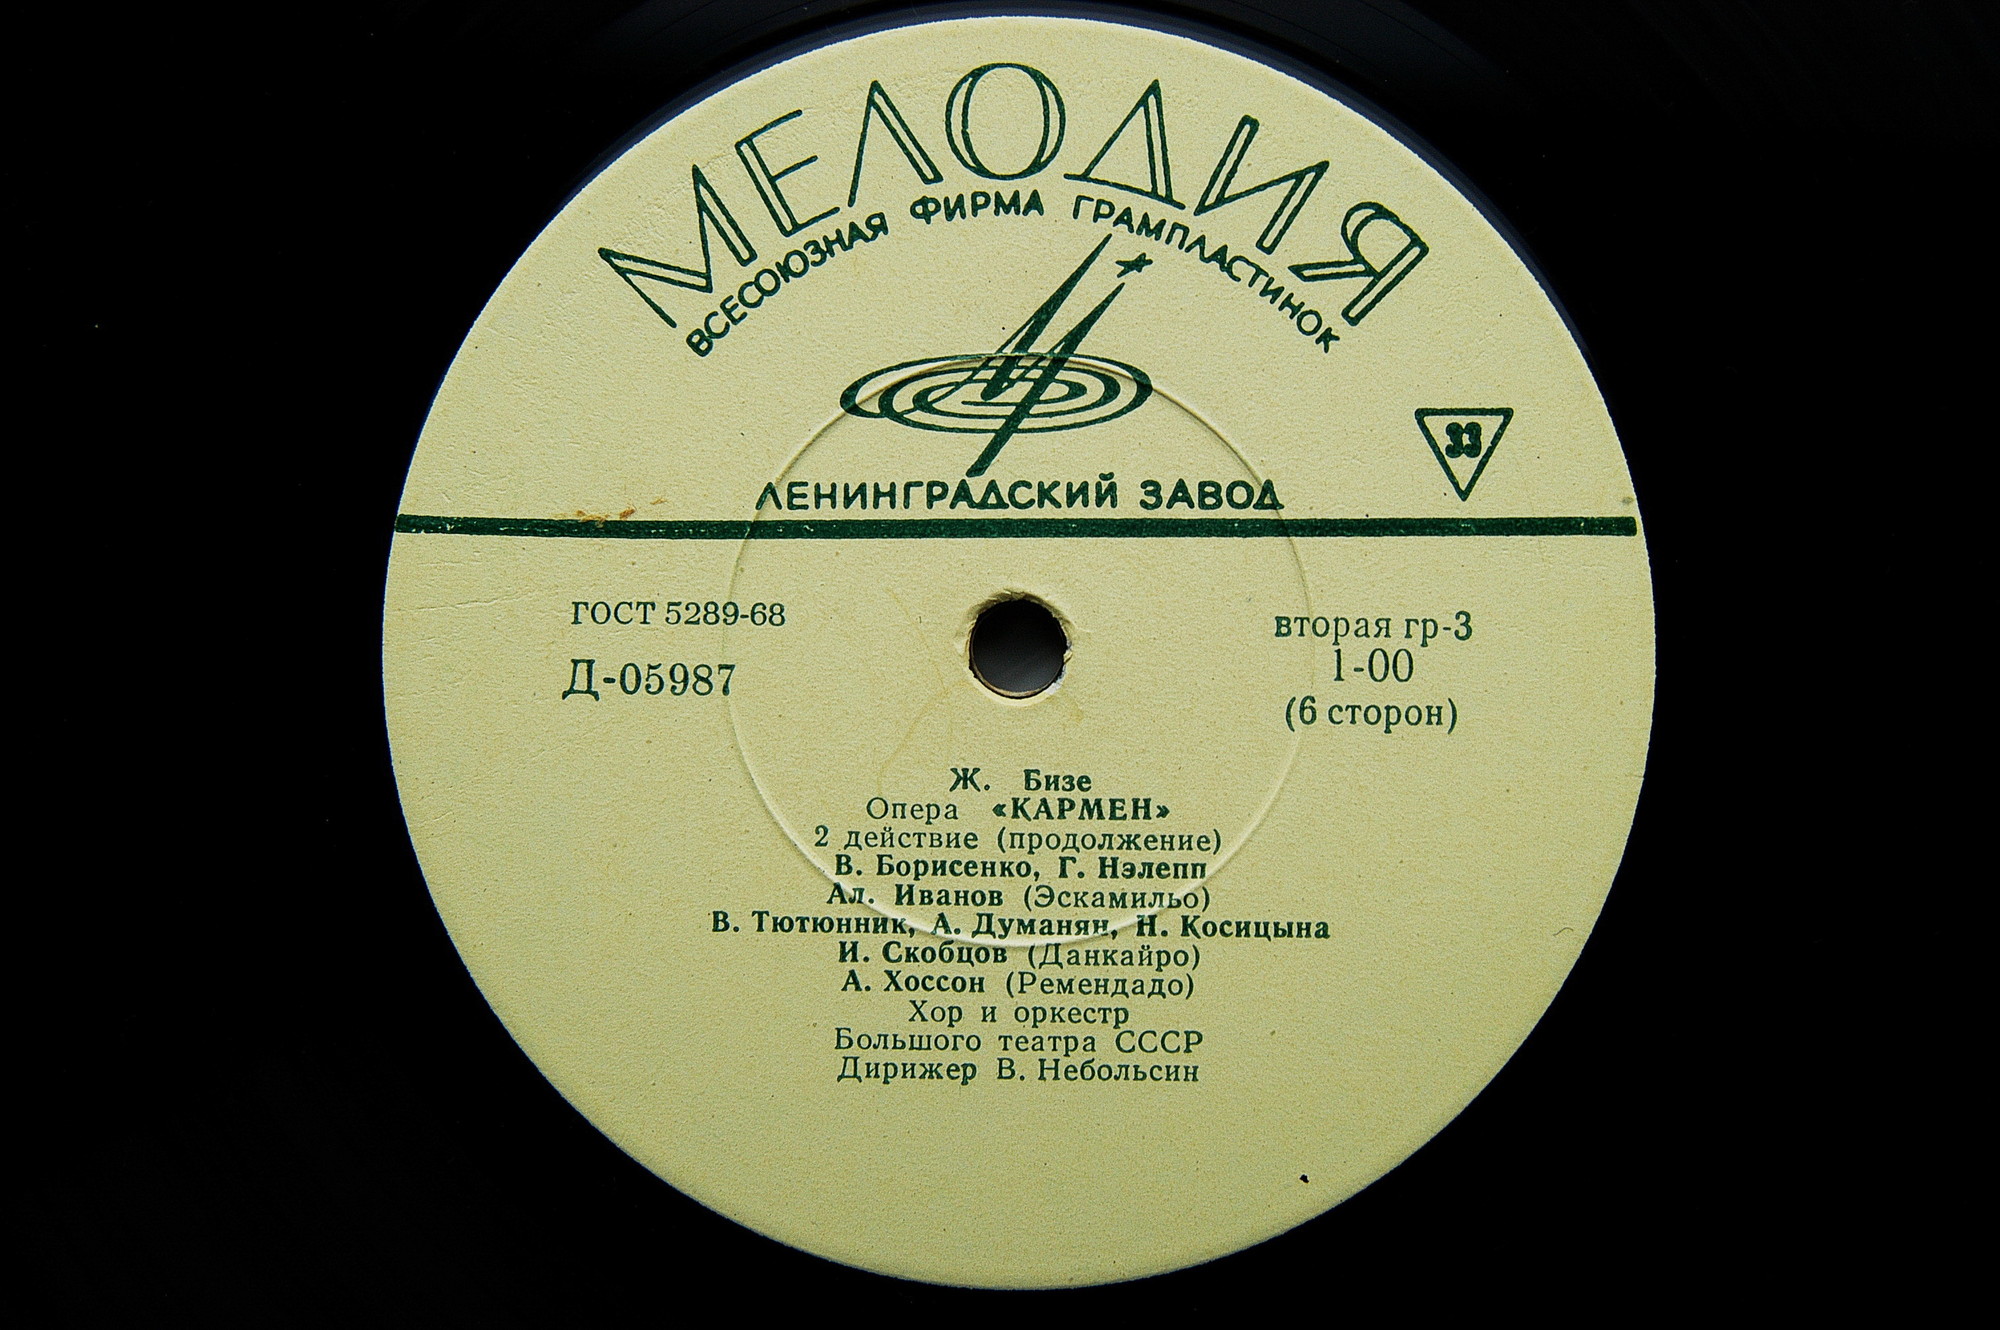 МЕЛОДИЯ
ВСЕСОЮЗНАЯ ФИРМА ГРАМПЛАСТИНОК
33
ЛЕНИНГРАДСКИЙ ЗАВОД
ГОСТ 5289-68
Д-05987
вторая гр-3
1-00
(6 сторон)
Ж. Бизе
Опера «КАРМЕН»
2 действие (продолжение)
В. Борисенко, Г. Нэлепп
Ал. Иванов (Эскамильо)
В. Тютюнник, А. Думанян, Н. Косицына
И. Скобцов (Данкайро)
А. Хоссон (Ремендадо)
Хор и оркестр
Большого театра СССР
Дирижер В. Небольсин